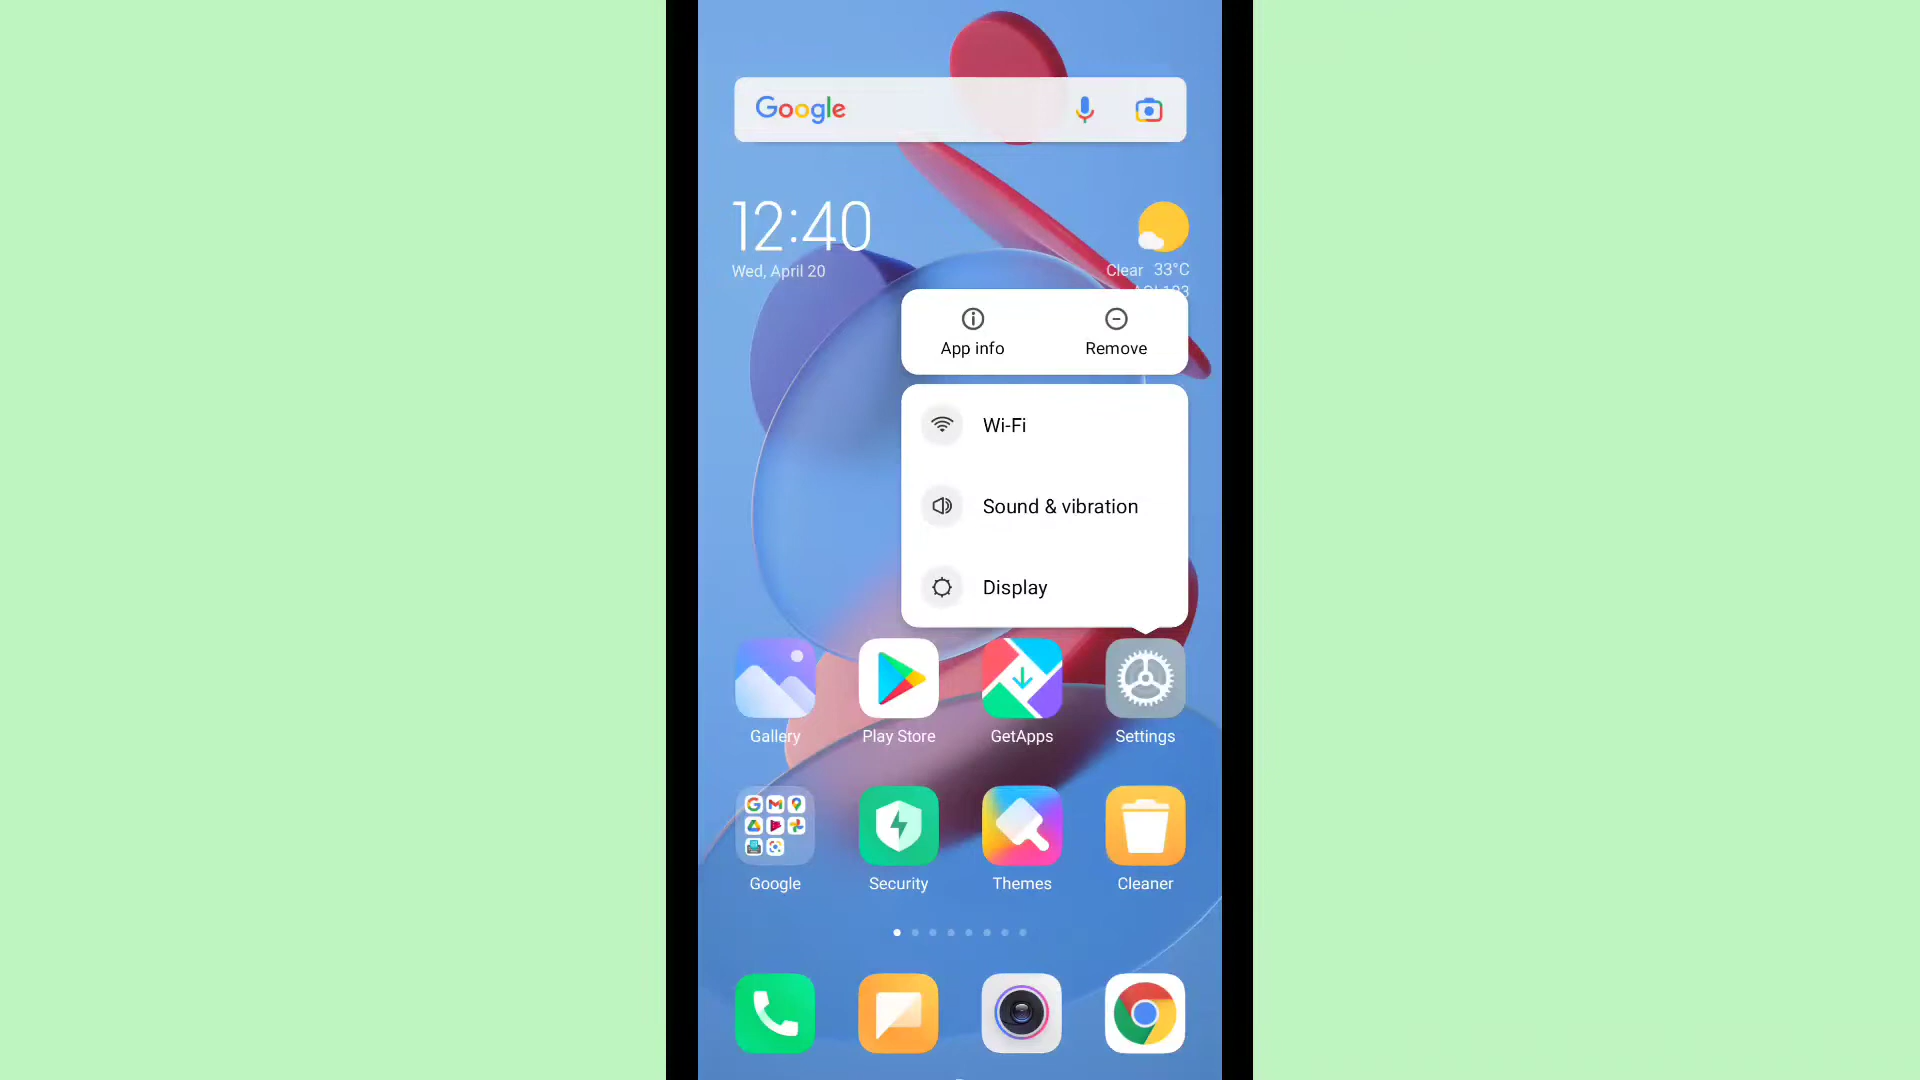 Google
12:40
Wed, April 20
Clear 33°C
App info
Remove
Wi-Fi
Sound & vibration
Display
Gallery
Play Store
GetApps
Settings
Google
Security
Themes
Cleaner